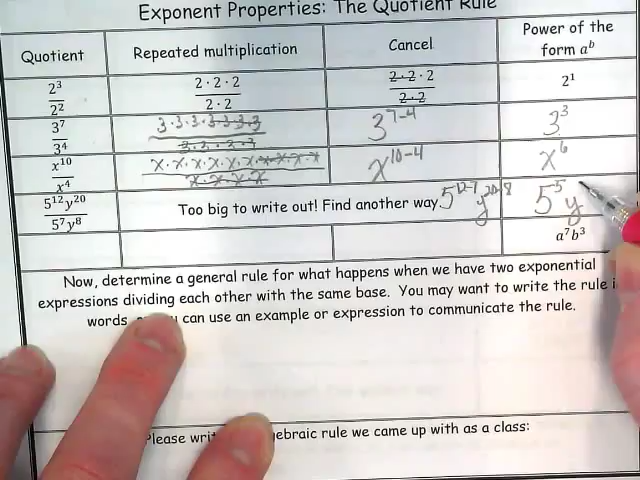 Exponent Properties: The Quotient Rule
Quotient | Repeated multiplication | Cancel | Power of the form a^b
2^3/2^2 | 2 · 2 · 2 / 2 · 2 | 2 · 2 · 2 / 2 · 2 | 2^1
3^7/3^4 | 3·3·3·3·3·3·3 / 3·3·3·3 | 3^(7-4) | 3^3
x^10/x^4 | x·x·x·x·x·x·x·x·x·x / x·x·x·x | x^(10-4) | x^6
5^12 y^20/5^7 y^8 | Too big to write out! Find another way. 5^(12-7) y^(20-8) | 5^5 y
a^7 b^3
Now, determine a general rule for what happens when we have two exponential
expressions dividing each other with the same base. You may want to write the rule
words, can use an example or expression to communicate the rule.
Please rule we came up with as a class: